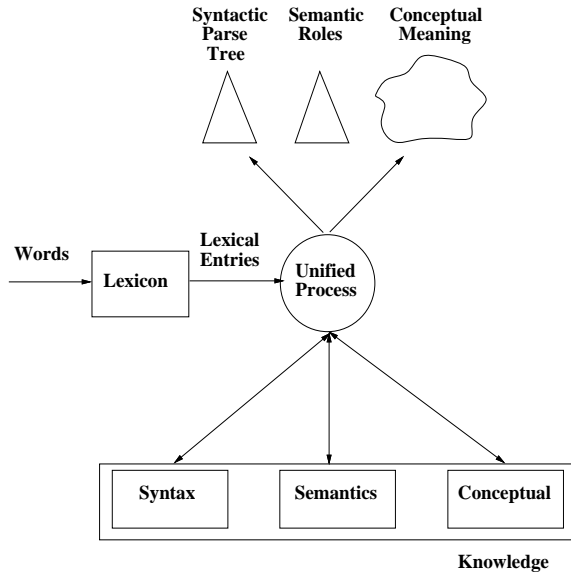 Syntactic
Parse
Tree
Semantic
Roles
Conceptual
Meaning
Words
Lexicon
Lexical
Entries
Unified
Process
Syntax
Semantics
Conceptual
Knowledge